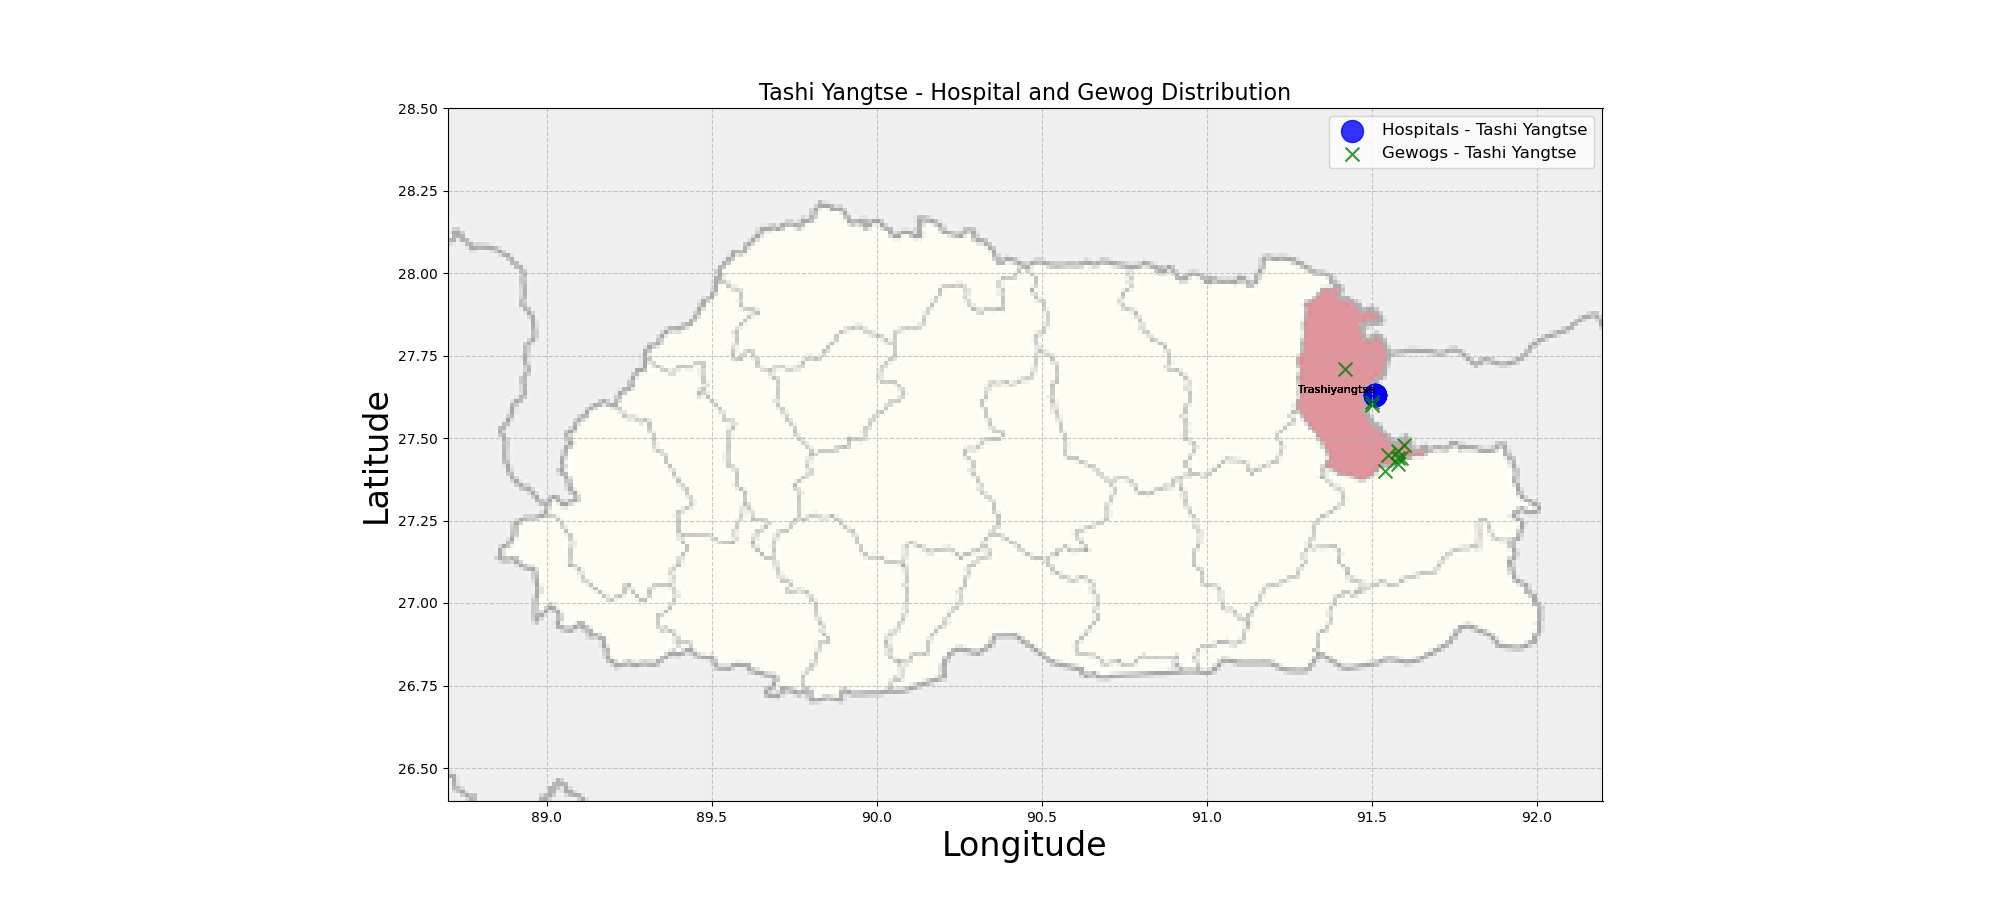 Tashi Yangtse - Hospital and Gewog Distribution
Hospitals - Tashi Yangtse
Gewogs - Tashi Yangtse
28.50
28.25
28.00
27.75
27.50
27.25
27.00
26.75
26.50
Latitude
Trashiyangtse
89.0 89.5 90.0 90.5 91.0 91.5 92.0
Longitude